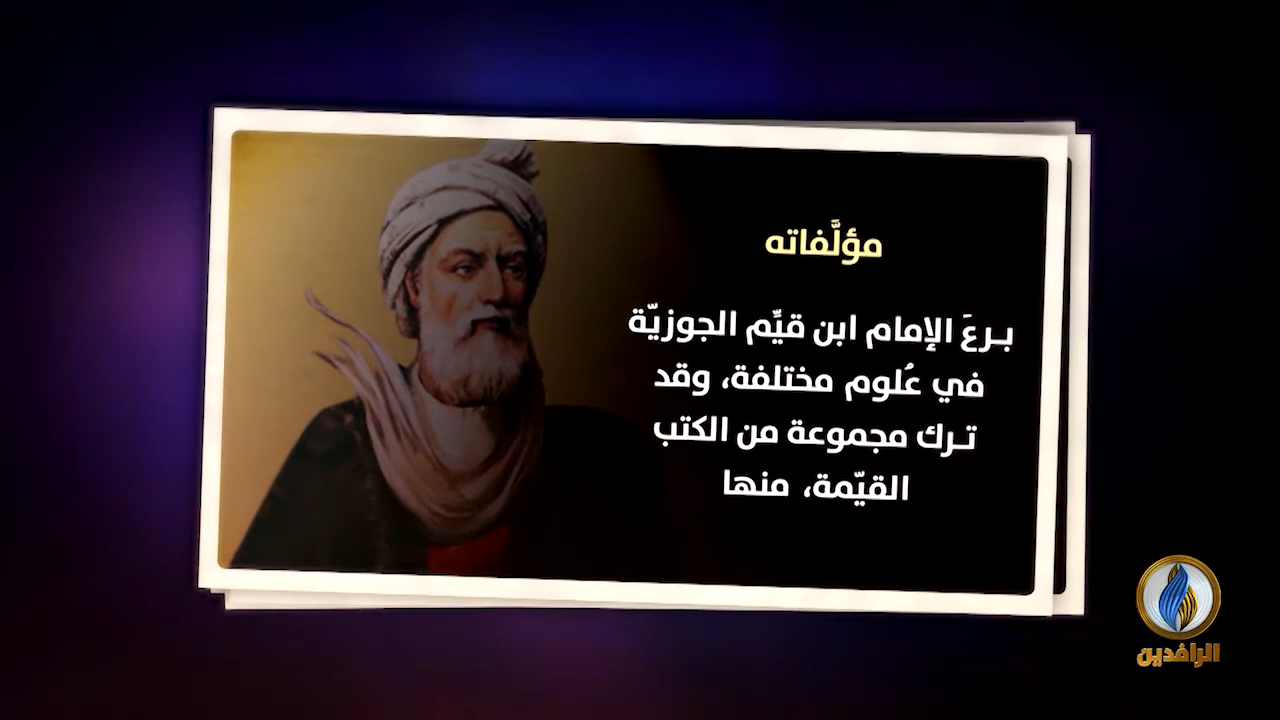 مؤلَّفاته
بـرعَ الإمام ابن قيِّم الجوزيّة
في عُلوم مختلفة، وقد
تـرك مجموعة من الكتب
القيّمة، منها
الرافدين